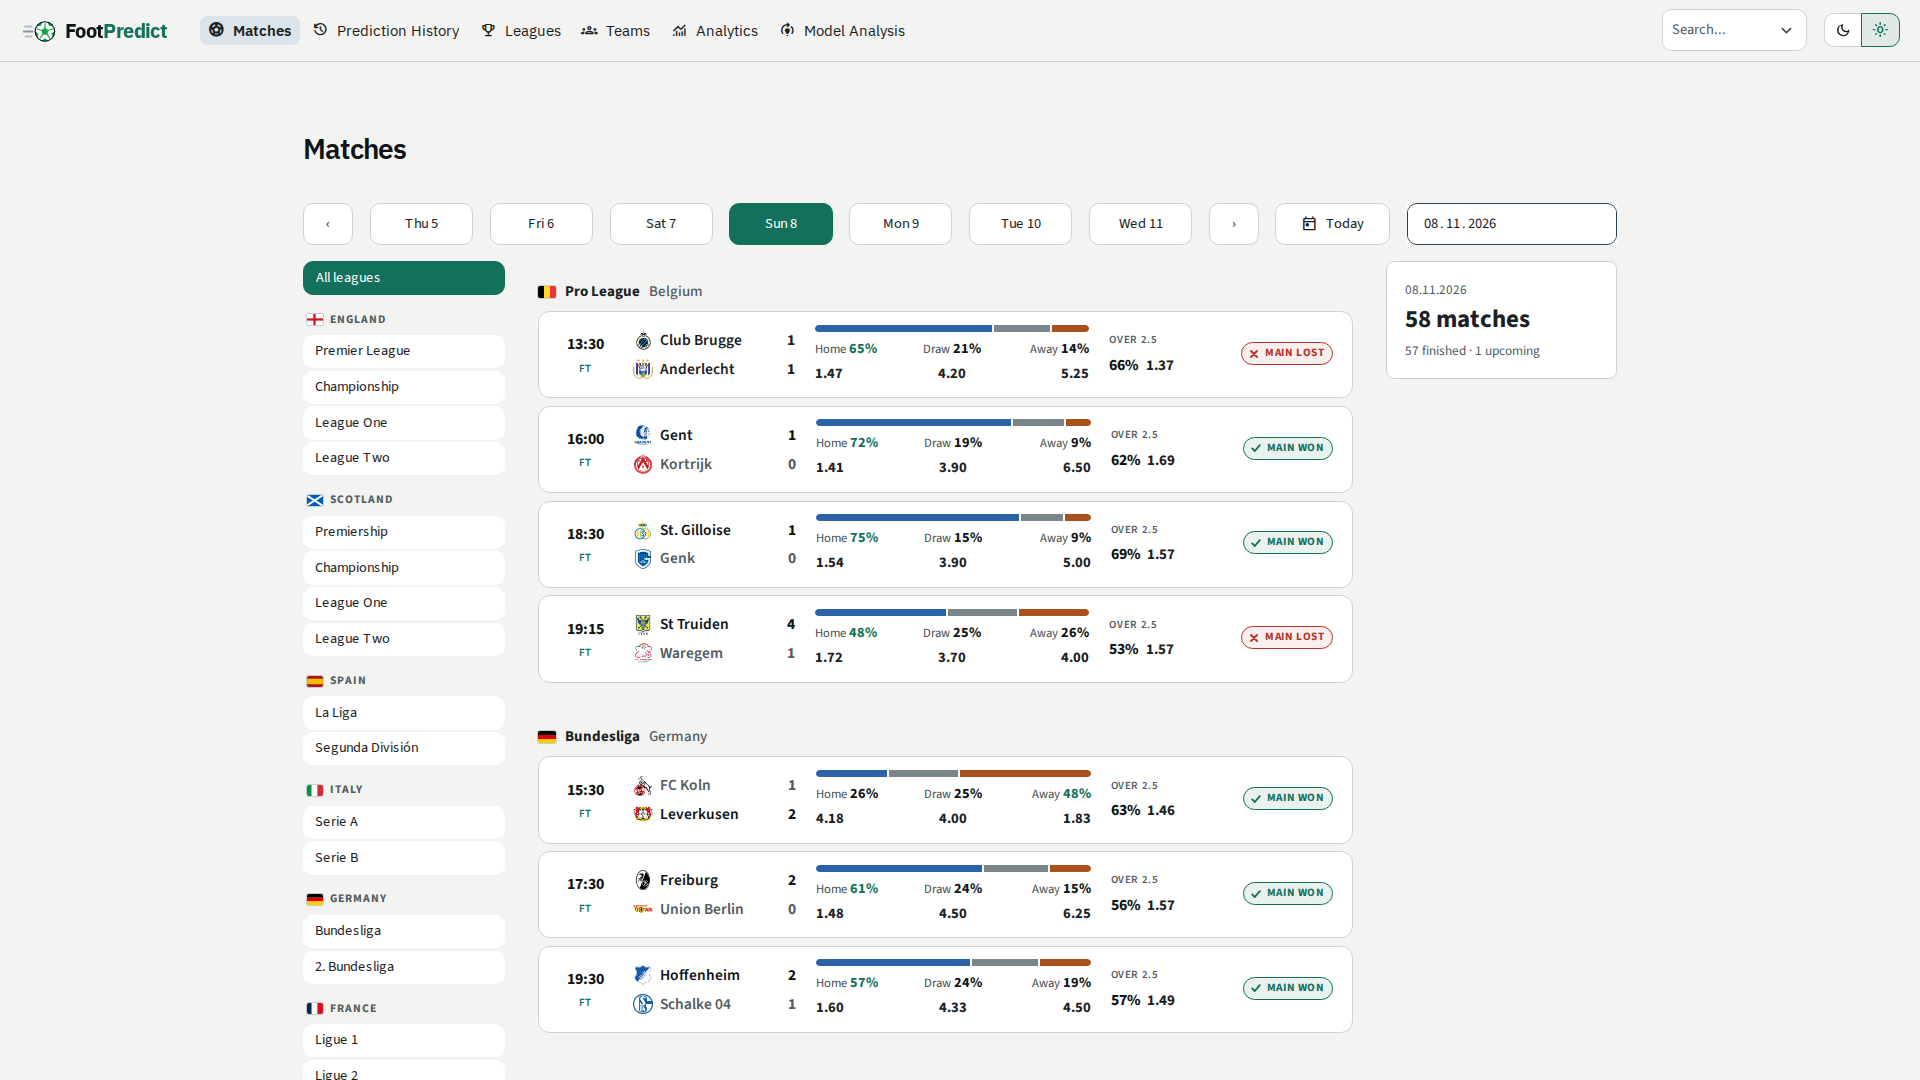 FootPredict
Matches
Prediction History
Leagues
Teams
Analytics
Model Analysis
Search...
Matches
‹
Thu 5
Fri 6
Sat 7
Sun 8
Mon 9
Tue 10
Wed 11
›
Today
08.11.2026
All leagues
ENGLAND
Premier League
Championship
League One
League Two
SCOTLAND
Premiership
Championship
League One
League Two
SPAIN
La Liga
Segunda División
ITALY
Serie A
Serie B
GERMANY
Bundesliga
2. Bundesliga
FRANCE
Ligue 1
Ligue 2
Pro League Belgium
13:30
FT
Club Brugge 1
Anderlecht 1
Home 65% Draw 21% Away 14%
1.47 4.20 5.25
OVER 2.5
66% 1.37
MAIN LOST
16:00
FT
Gent 1
Kortrijk 0
Home 72% Draw 19% Away 9%
1.41 3.90 6.50
OVER 2.5
62% 1.69
MAIN WON
18:30
FT
St. Gilloise 1
Genk 0
Home 75% Draw 15% Away 9%
1.54 3.90 5.00
OVER 2.5
69% 1.57
MAIN WON
19:15
FT
St Truiden 4
Waregem 1
Home 48% Draw 25% Away 26%
1.72 3.70 4.00
OVER 2.5
53% 1.57
MAIN LOST
Bundesliga Germany
15:30
FT
FC Koln 1
Leverkusen 2
Home 26% Draw 25% Away 48%
4.18 4.00 1.83
OVER 2.5
63% 1.46
MAIN WON
17:30
FT
Freiburg 2
Union Berlin 0
Home 61% Draw 24% Away 15%
1.48 4.50 6.25
OVER 2.5
56% 1.57
MAIN WON
19:30
FT
Hoffenheim 2
Schalke 04 1
Home 57% Draw 24% Away 19%
1.60 4.33 4.50
OVER 2.5
57% 1.49
MAIN WON
08.11.2026
58 matches
57 finished · 1 upcoming